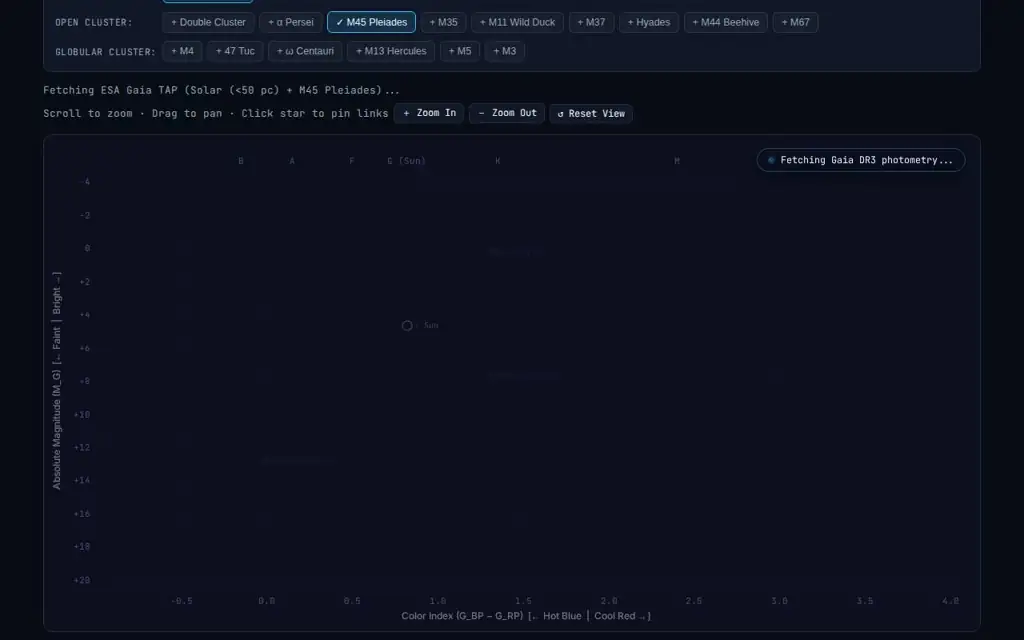 OPEN CLUSTER: + Double Cluster + α Persei ✓ M45 Pleiades + M35 + M11 Wild Duck + M37 + Hyades + M44 Beehive + M67
GLOBULAR CLUSTER: + M4 + 47 Tuc + ω Centauri + M13 Hercules + M5 + M3
Fetching ESA Gaia TAP (Solar (<50 pc) + M45 Pleiades)...
Scroll to zoom · Drag to pan · Click star to pin links + Zoom In − Zoom Out ↺ Reset View
B A F G (Sun) K M
Fetching Gaia DR3 photometry...
-4
-2
0
+2
+4
Sun
+6
+8
+10
+12
+14
+16
+18
+20
Absolute Magnitude (M_G) [← Faint | Bright →]
-0.5 0.0 0.5 1.0 1.5 2.0 2.5 3.0 3.5 4.0
Color Index (G_BP − G_RP) [← Hot Blue | Cool Red →]